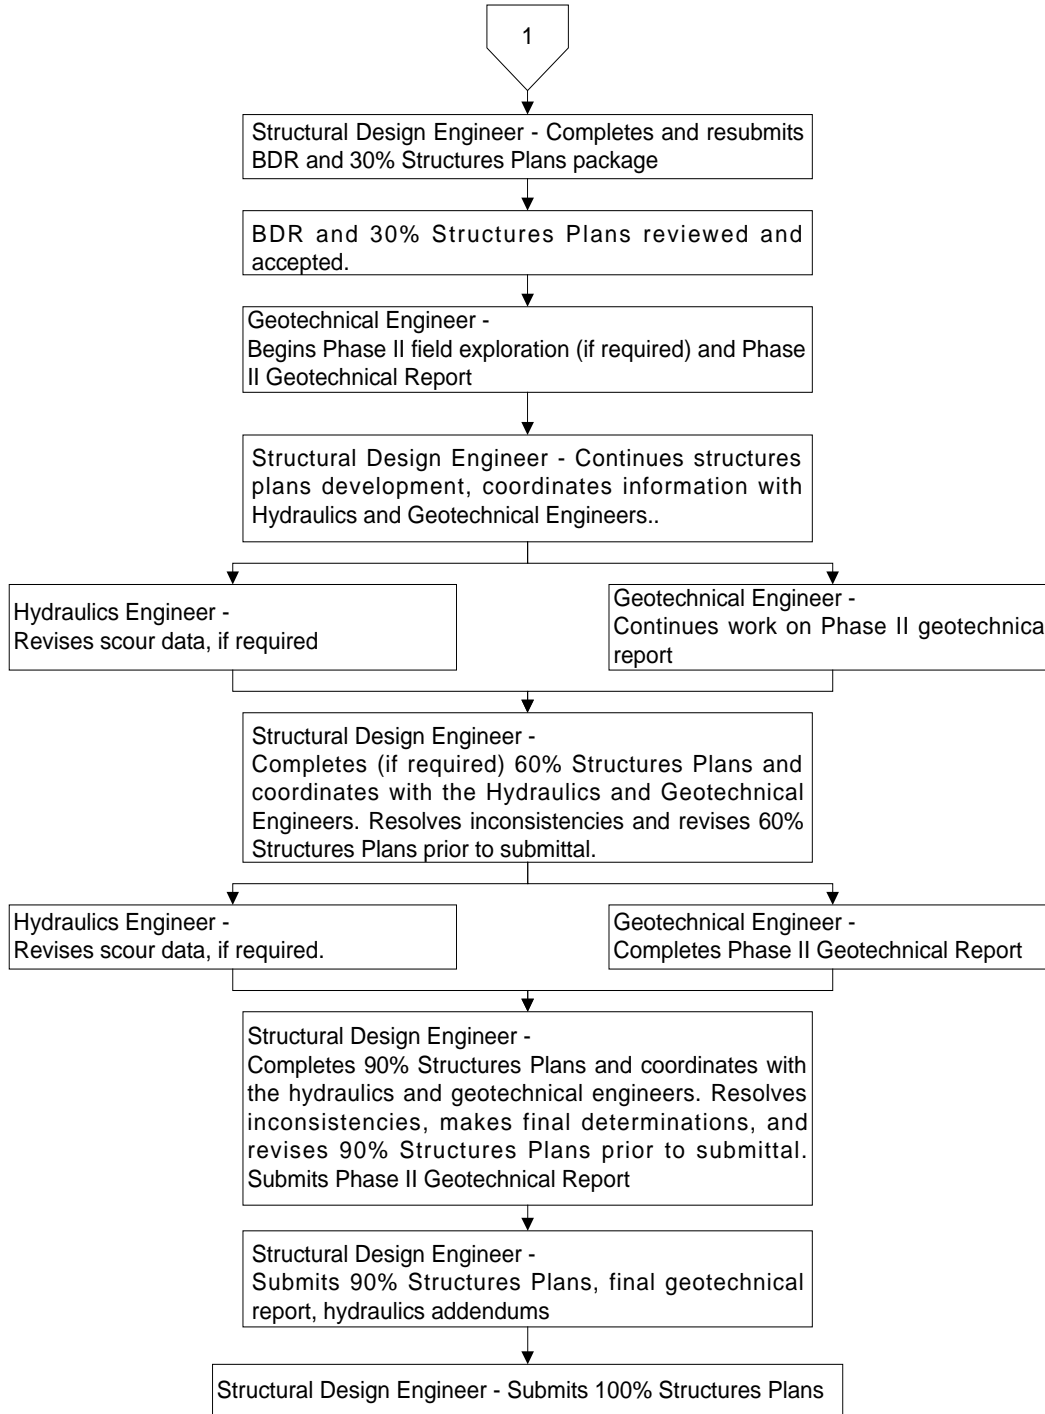 1
Structural Design Engineer - Completes and resubmits
BDR and 30% Structures Plans package
BDR and 30% Structures Plans reviewed and
accepted.
Geotechnical Engineer -
Begins Phase II field exploration (if required) and Phase
II Geotechnical Report
Structural Design Engineer - Continues structures
plans development, coordinates information with
Hydraulics and Geotechnical Engineers..
Hydraulics Engineer -
Revises scour data, if required
Geotechnical Engineer -
Continues work on Phase II geotechnica
report
Structural Design Engineer -
Completes (if required) 60% Structures Plans and
coordinates with the Hydraulics and Geotechnical
Engineers. Resolves inconsistencies and revises 60%
Structures Plans prior to submittal.
Hydraulics Engineer -
Revises scour data, if required.
Geotechnical Engineer -
Completes Phase II Geotechnical Report
Structural Design Engineer -
Completes 90% Structures Plans and coordinates with
the hydraulics and geotechnical engineers. Resolves
inconsistencies, makes final determinations, and
revises 90% Structures Plans prior to submittal.
Submits Phase II Geotechnical Report
Structural Design Engineer -
Submits 90% Structures Plans, final geotechnical
report, hydraulics addendums
Structural Design Engineer - Submits 100% Structures Plans